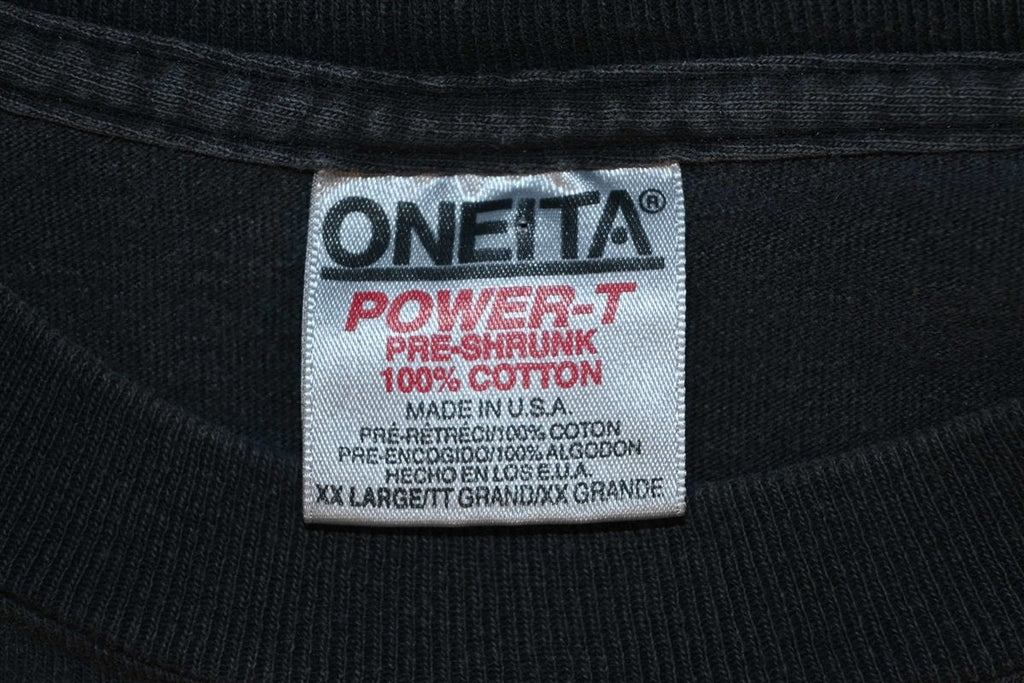 ONEITA®
POWER-T
PRE-SHRUNK
100% COTTON
MADE IN U.S.A.
PRÉ-RÉTRÉCI/100% COTON
PRE-ENCOGIDO/100% ALGODON
HECHO EN LOS E.U.A.
XX LARGE/TT GRAND/XX GRANDE